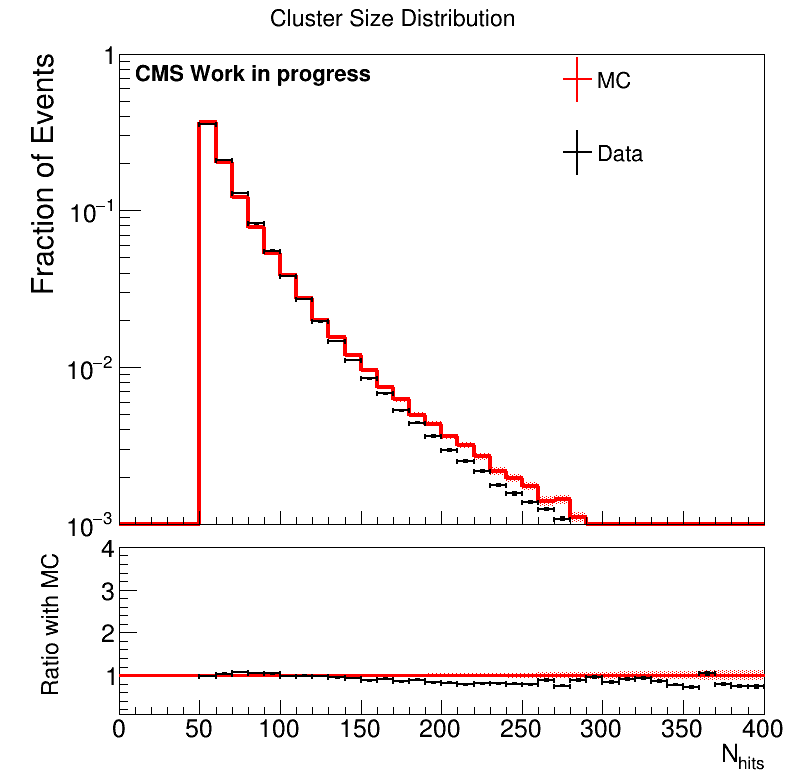 Cluster Size Distribution
CMS Work in progress
MC
Data
Fraction of Events
1
10−1
10−2
10−3
Ratio with MC
4
3
2
1
0 50 100 150 200 250 300 350 400
Nhits